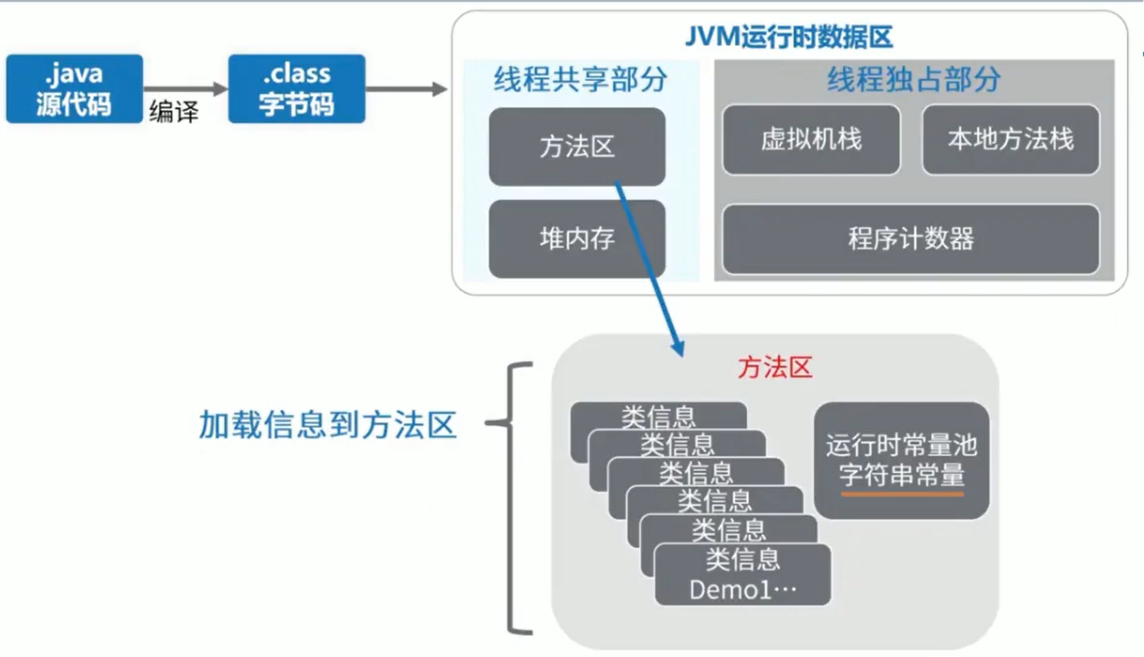 .java
源代码
编译
.class
字节码
JVM运行时数据区
线程共享部分
方法区
堆内存
线程独占部分
虚拟机栈
本地方法栈
程序计数器
加载信息到方法区
方法区
类信息
类信息
类信息
类信息
类信息
类信息
Demo1…
运行时常量池
字符串常量